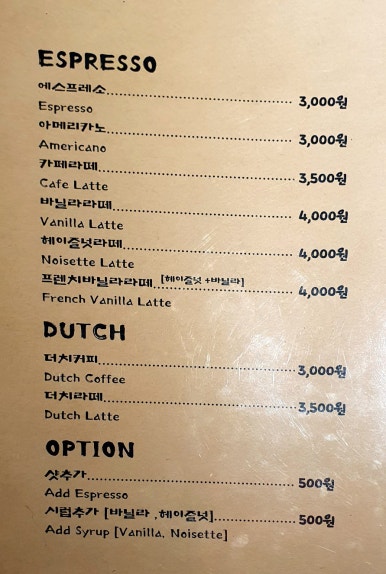 ESPRESSO
에스프레소 3,000원
Espresso
아메리카노 3,000원
Americano
카페라떼 3,500원
Cafe Latte
바닐라라떼 4,000원
Vanilla Latte
헤이즐넛라떼 4,000원
Noisette Latte
프렌치바닐라라떼 [헤이즐넛+바닐라] 4,000원
French Vanilla Latte
DUTCH
더치커피 3,000원
Dutch Coffee
더치라떼 3,500원
Dutch Latte
OPTION
샷추가 500원
Add Espresso
시럽추가 [바닐라 ,헤이즐넛] 500원
Add Syrup [Vanilla, Noisette]